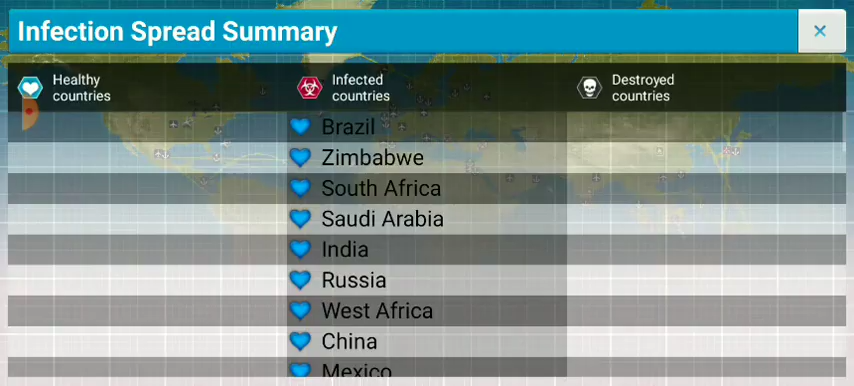 Infection Spread Summary
×
Healthy
countries
Infected
countries
Destroyed
countries
Brazil
Zimbabwe
South Africa
Saudi Arabia
India
Russia
West Africa
China
Mexico